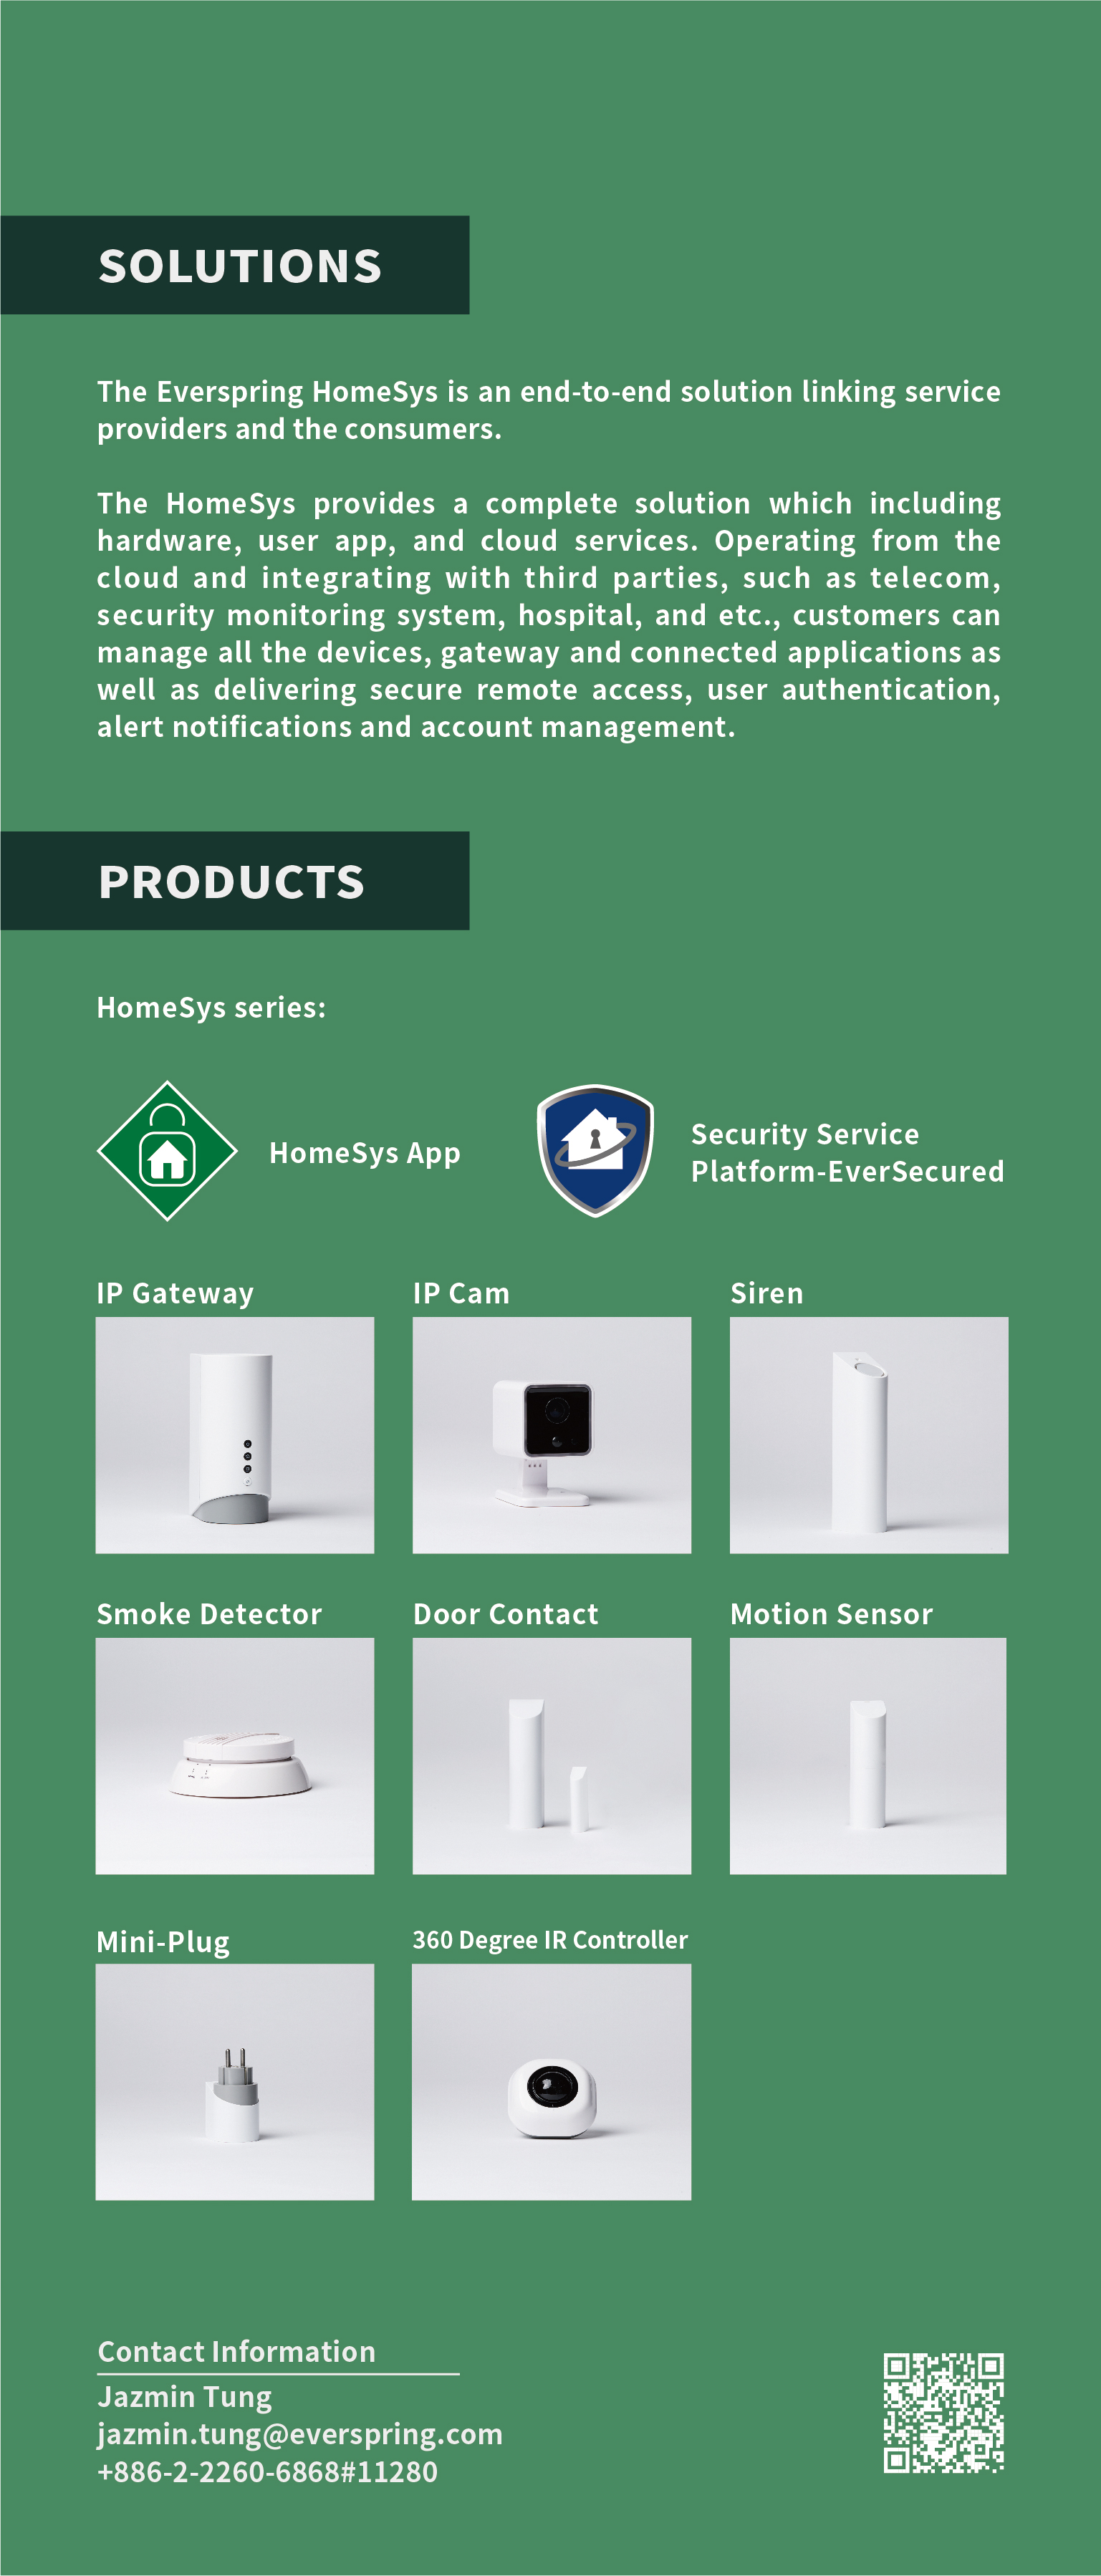 SOLUTIONS
The Everspring HomeSys is an end-to-end solution linking service
providers and the consumers.
The HomeSys provides a complete solution which including
hardware, user app, and cloud services. Operating from the
cloud and integrating with third parties, such as telecom,
security monitoring system, hospital, and etc., customers can
manage all the devices, gateway and connected applications as
well as delivering secure remote access, user authentication,
alert notifications and account management.
PRODUCTS
HomeSys series:
HomeSys App
Security Service
Platform-EverSecured
IP Gateway
IP Cam
Siren
Smoke Detector
Door Contact
Motion Sensor
Mini-Plug
360 Degree IR Controller
Contact Information
Jazmin Tung
jazmin.tung@everspring.com
+886-2-2260-6868#11280